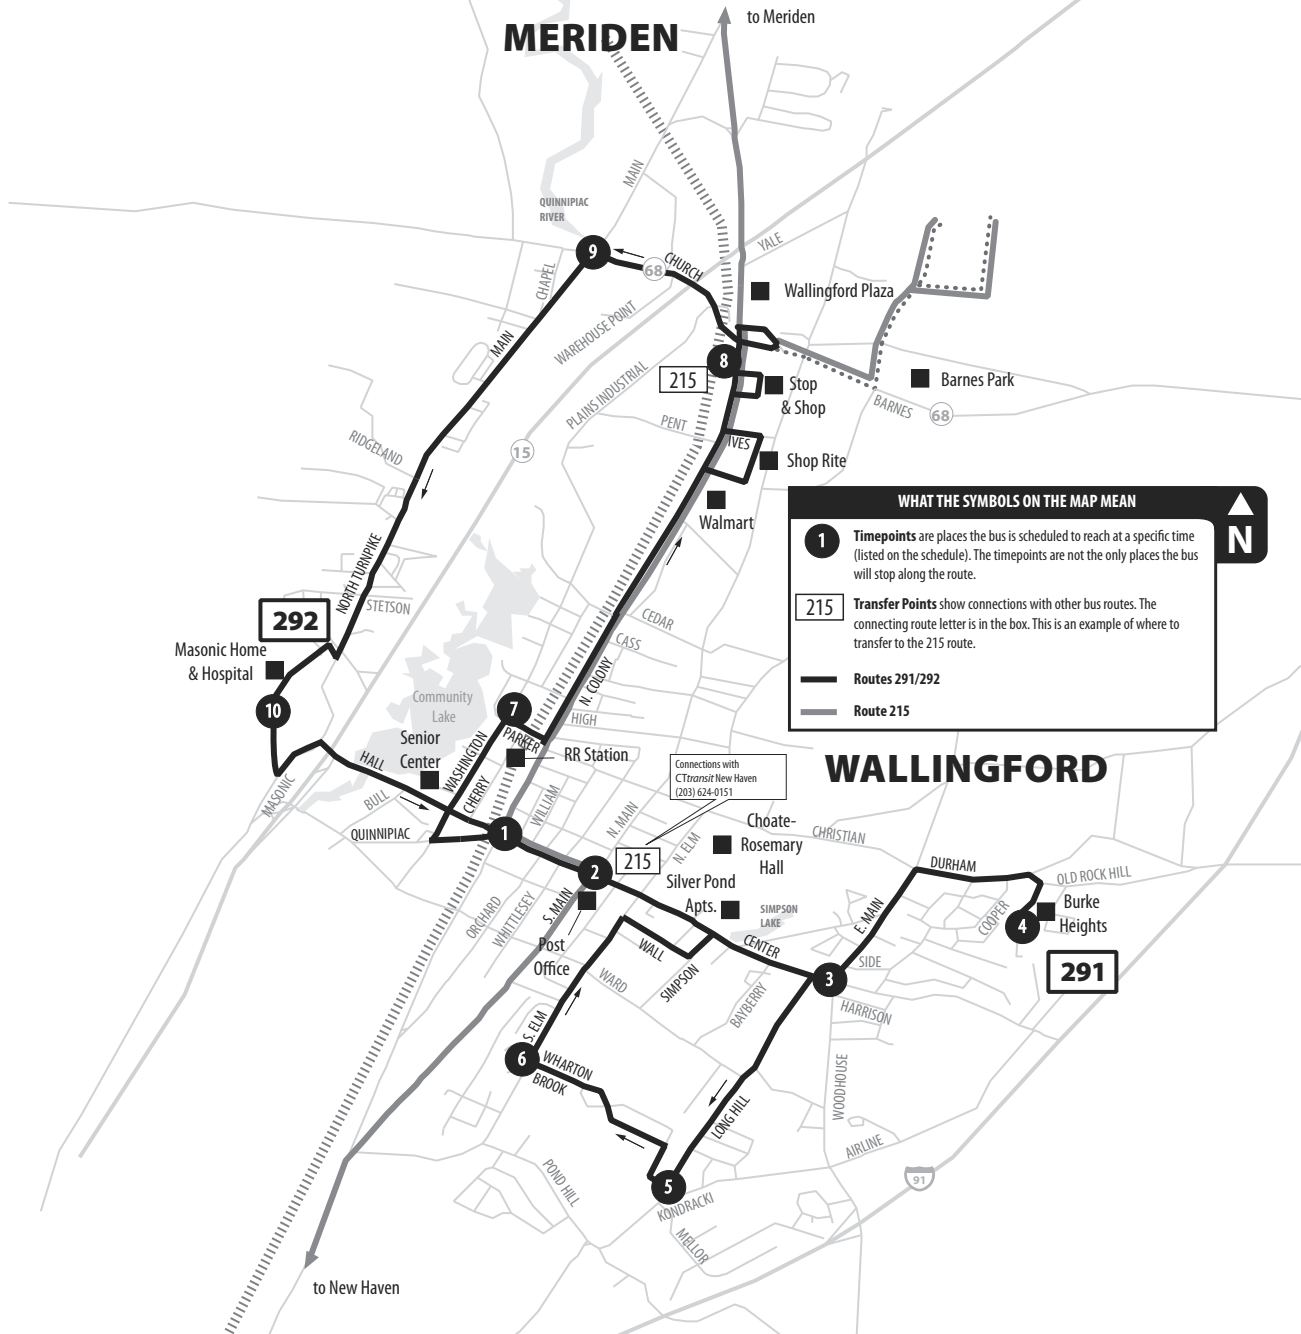 to Meriden
MERIDEN
MAIN
QUINNIPIAC
RIVER
9
68
CHURCH
YALE
CHAPEL
Wallingford Plaza
WAREHOUSE POINT
MAIN
8
215
Stop
& Shop
Barnes Park
BARNES
68
PLAINS INDUSTRIAL
PENT
IVES
Shop Rite
RIDGELAND
15
Walmart
WHAT THE SYMBOLS ON THE MAP MEAN
N
1
Timepoints are places the bus is scheduled to reach at a specific time
(listed on the schedule). The timepoints are not the only places the bus
will stop along the route.
215
Transfer Points show connections with other bus routes. The
connecting route letter is in the box. This is an example of where to
transfer to the 215 route.
Routes 291/292
Route 215
NORTH TURNPIKE
STETSON
292
CEDAR
CASS
Masonic Home
& Hospital
N. COLONY
10
Community
Lake
7
HIGH
PARKER
Senior
Center
WASHINGTON
CHERRY
RR Station
HALL
MASONIC
BULL
QUINNIPIAC
1
WILLIAM
N. MAIN
Connections with
CTtransit New Haven
(203) 624-0151
WALLINGFORD
N. ELM
Choate-
Rosemary
Hall
CHRISTIAN
2
215
Silver Pond
Apts.
SIMPSON
LAKE
DURHAM
OLD ROCK HILL
COOPER
4
Burke
Heights
291
E. MAIN
ORCHARD
WHITTLESEY
S. MAIN
Post
Office
WALL
SIMPSON
CENTER
3
SIDE
HARRISON
WARD
BAYBERRY
S. ELM
6
WHARTON
BROOK
WOODHOUSE
LONG HILL
AIRLINE
91
POND HILL
5
KONDRACKI
MELLOR
to New Haven